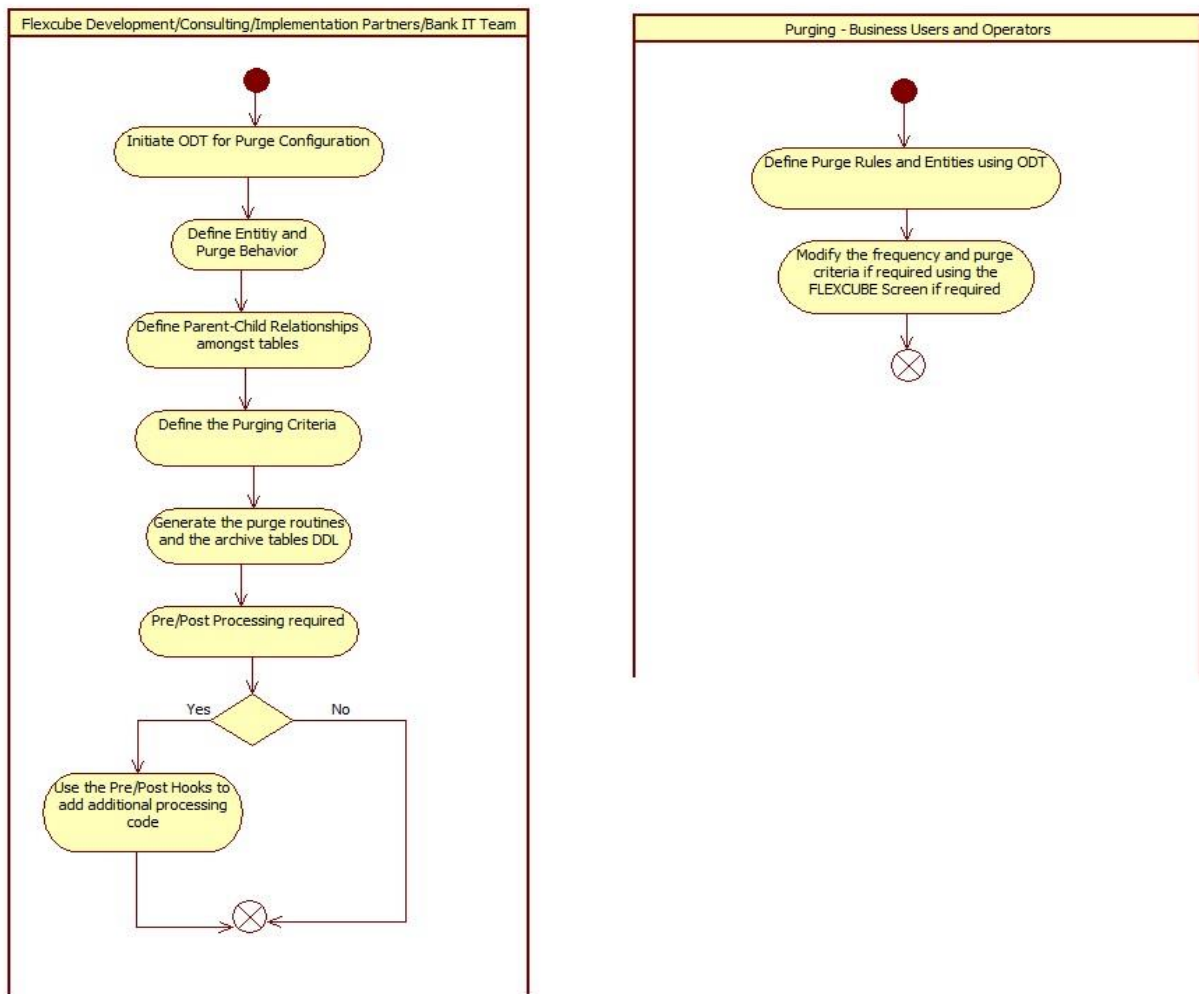 Flexcube Development/Consulting/Implementation Partners/Bank IT Team
Initiate ODT for Purge Configuration
Define Entitiy and
Purge Behavior
Define Parent-Child Relationships
amongst tables
Define the Purging Criteria
Generate the purge routines
and the archive tables DDL
Pre/Post Processing required
Yes
No
Use the Pre/Post Hooks to
add additional processing
code
Purging - Business Users and Operators
Define Purge Rules and Entities using ODT
Modify the frequency and purge
criteria if required using the
FLEXCUBE Screen if required